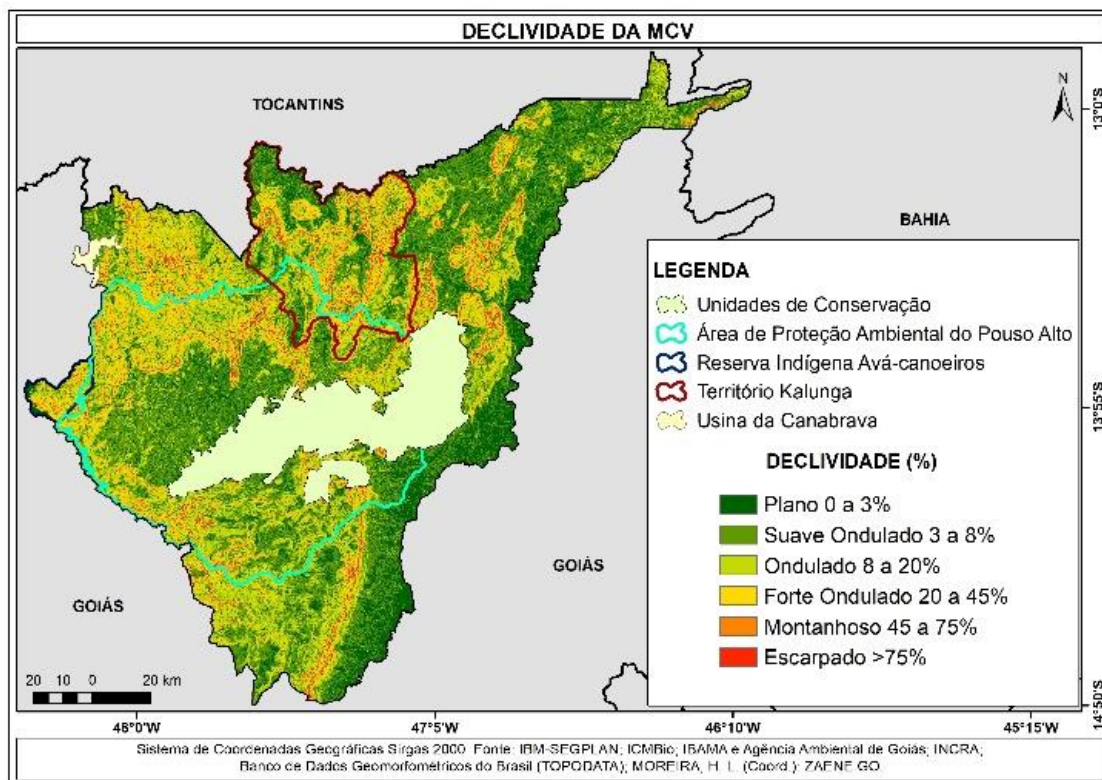 DECLIVIDADE DA MCV
N
TOCANTINS
BAHIA
GOIÁS
GOIÁS
13°0'S
13°55'S
14°50'S
LEGENDA
Unidades de Conservação
Área de Proteção Ambiental do Pouso Alto
Reserva Indígena Avá-canoeiros
Território Kalunga
Usina da Canabrava
DECLIVIDADE (%)
Plano 0 a 3%
Suave Ondulado 3 a 8%
Ondulado 8 a 20%
Forte Ondulado 20 a 45%
Montanhoso 45 a 75%
Escarpado >75%
20 10 0 20 km
48°0'W 47°5'W 46°10'W 45°15'W
Sistema de Coordenadas Geográficas Sirgas 2000 Fonte: IBM-SEGPLAN; ICMBio; IBAMA e Agência Ambiental de Goiás; INCRA;
Banco de Dados Geomorfométricos do Brasil (TOPODATA); MOREIRA, H. L. (Coord.): ZAENE GO